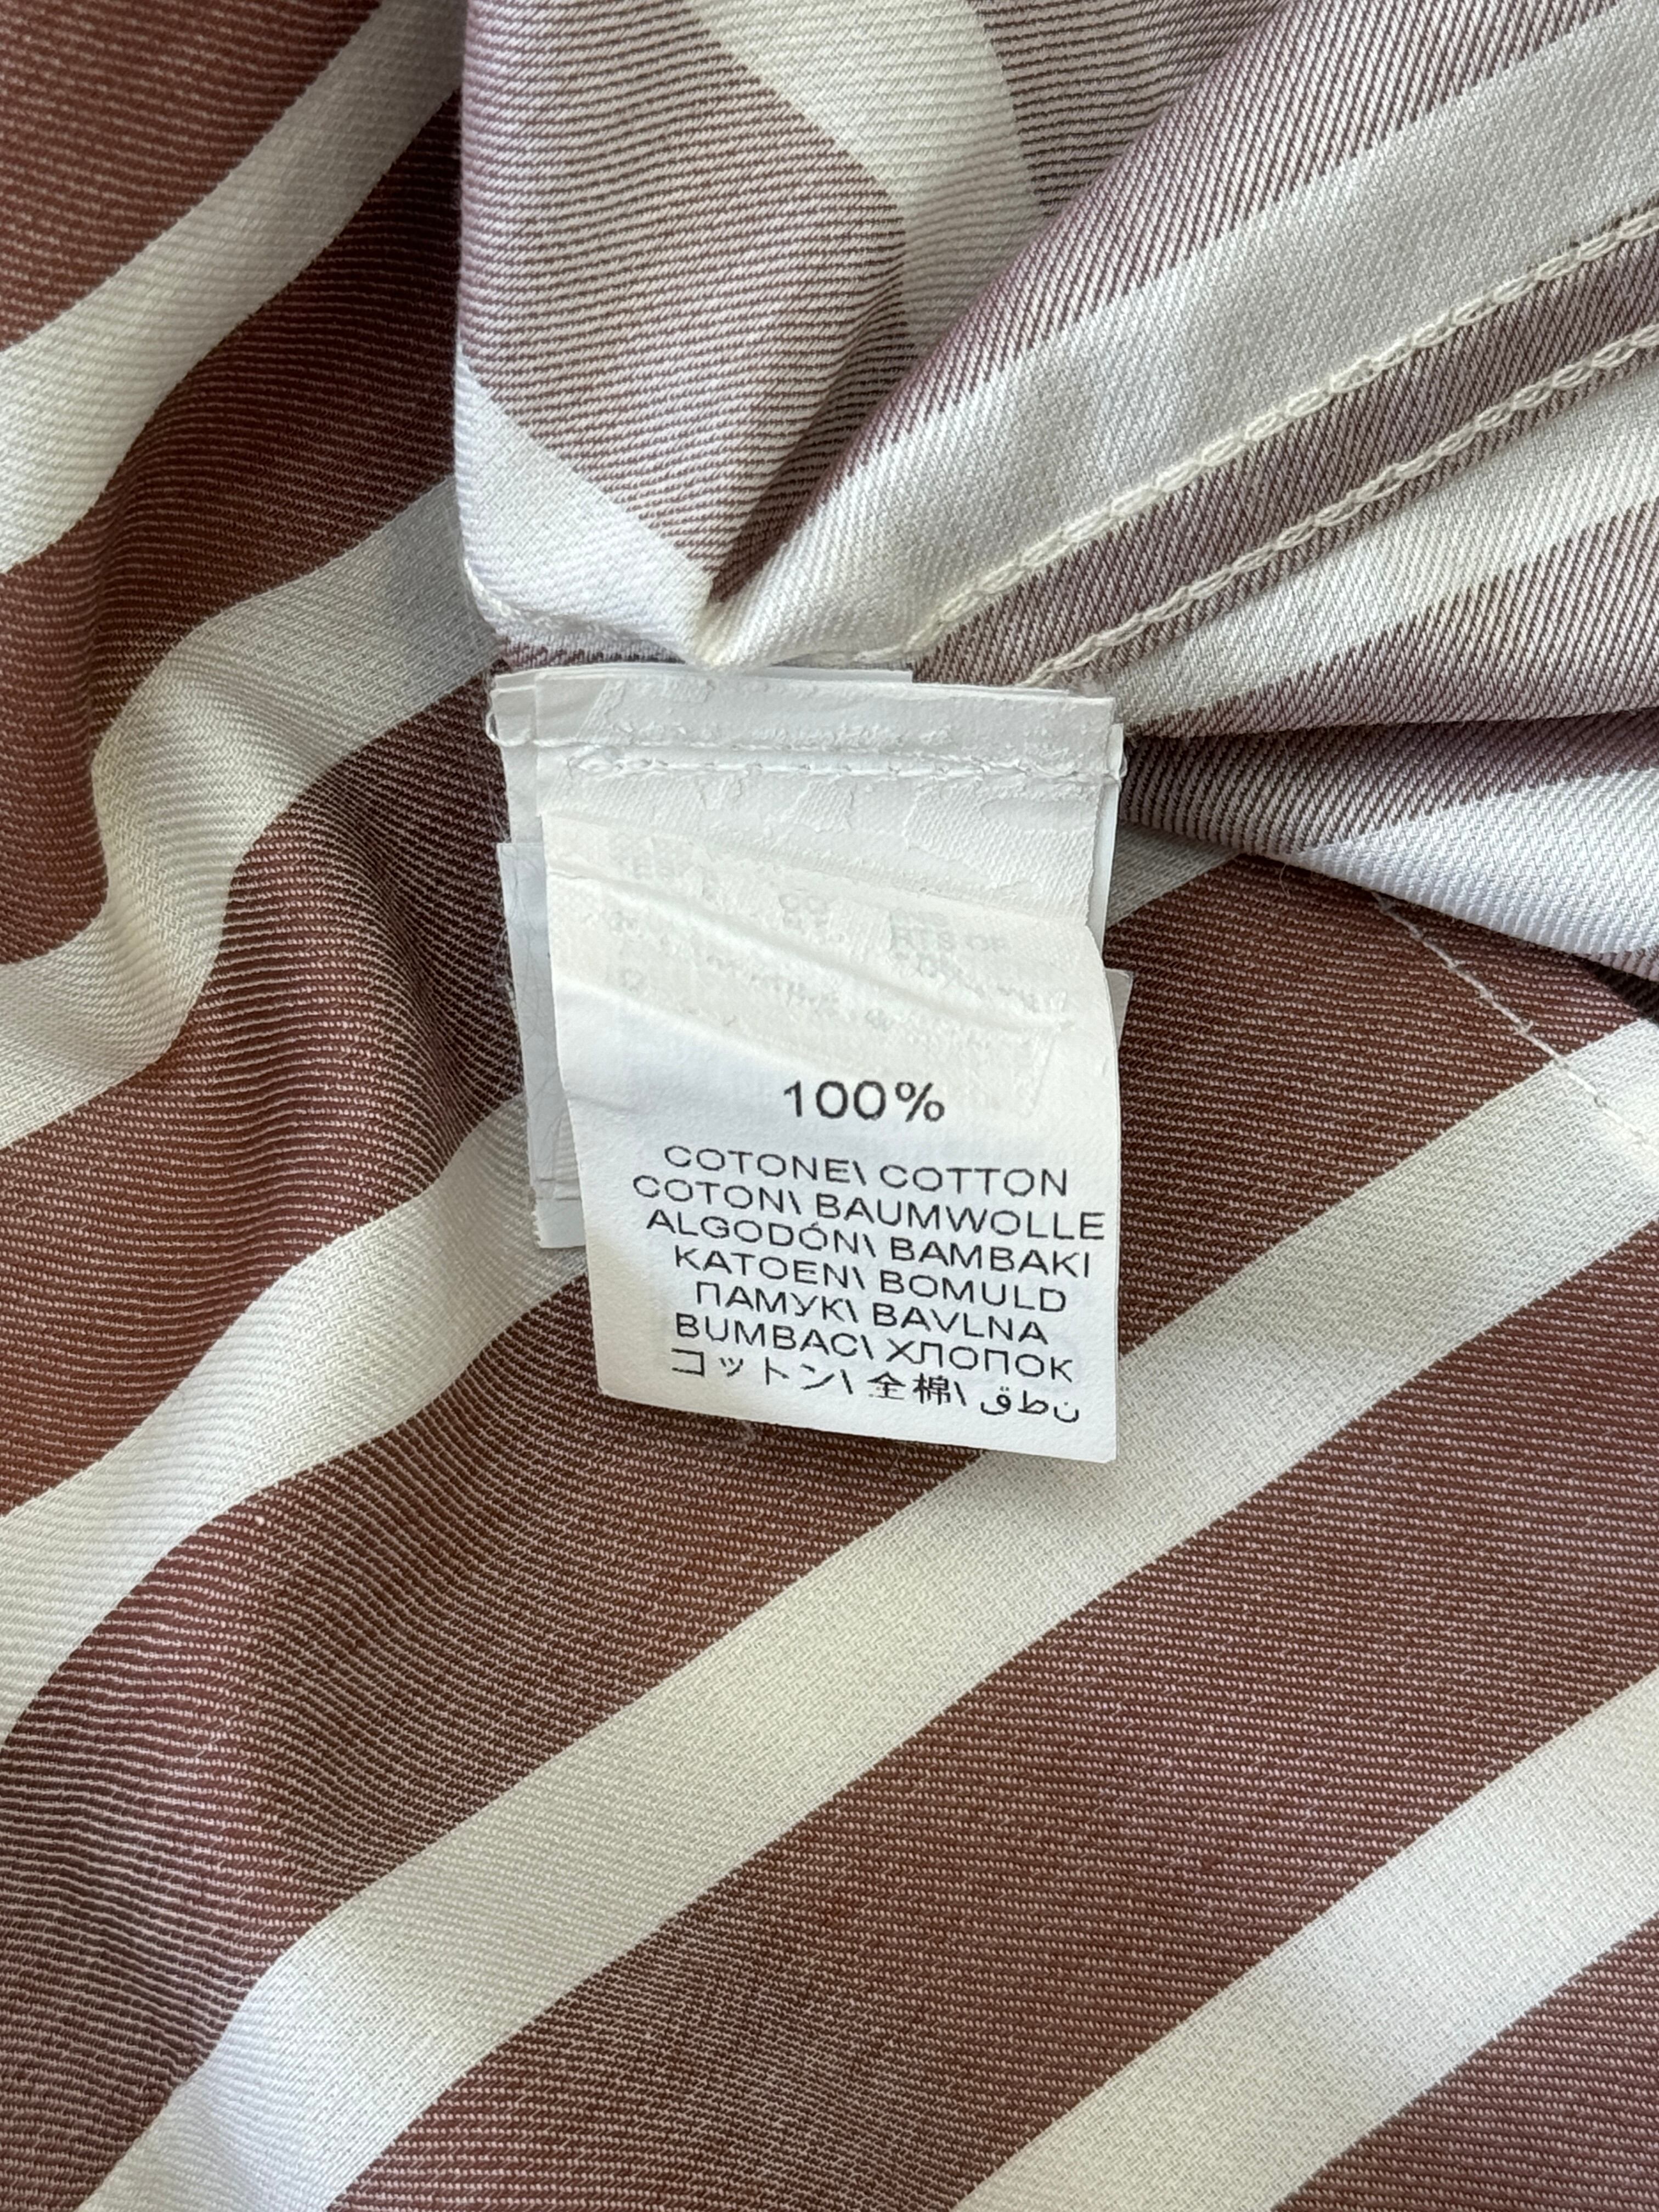 100%
COTONE\ COTTON
COTON\ BAUMWOLLE
ALGODÓN\ BAMBAKI
KATOEN\ BOMULD
ПАМУК\ BAVLNA
BUMBAC\ ХЛОПОК
コットン\ 全棉\ نطق